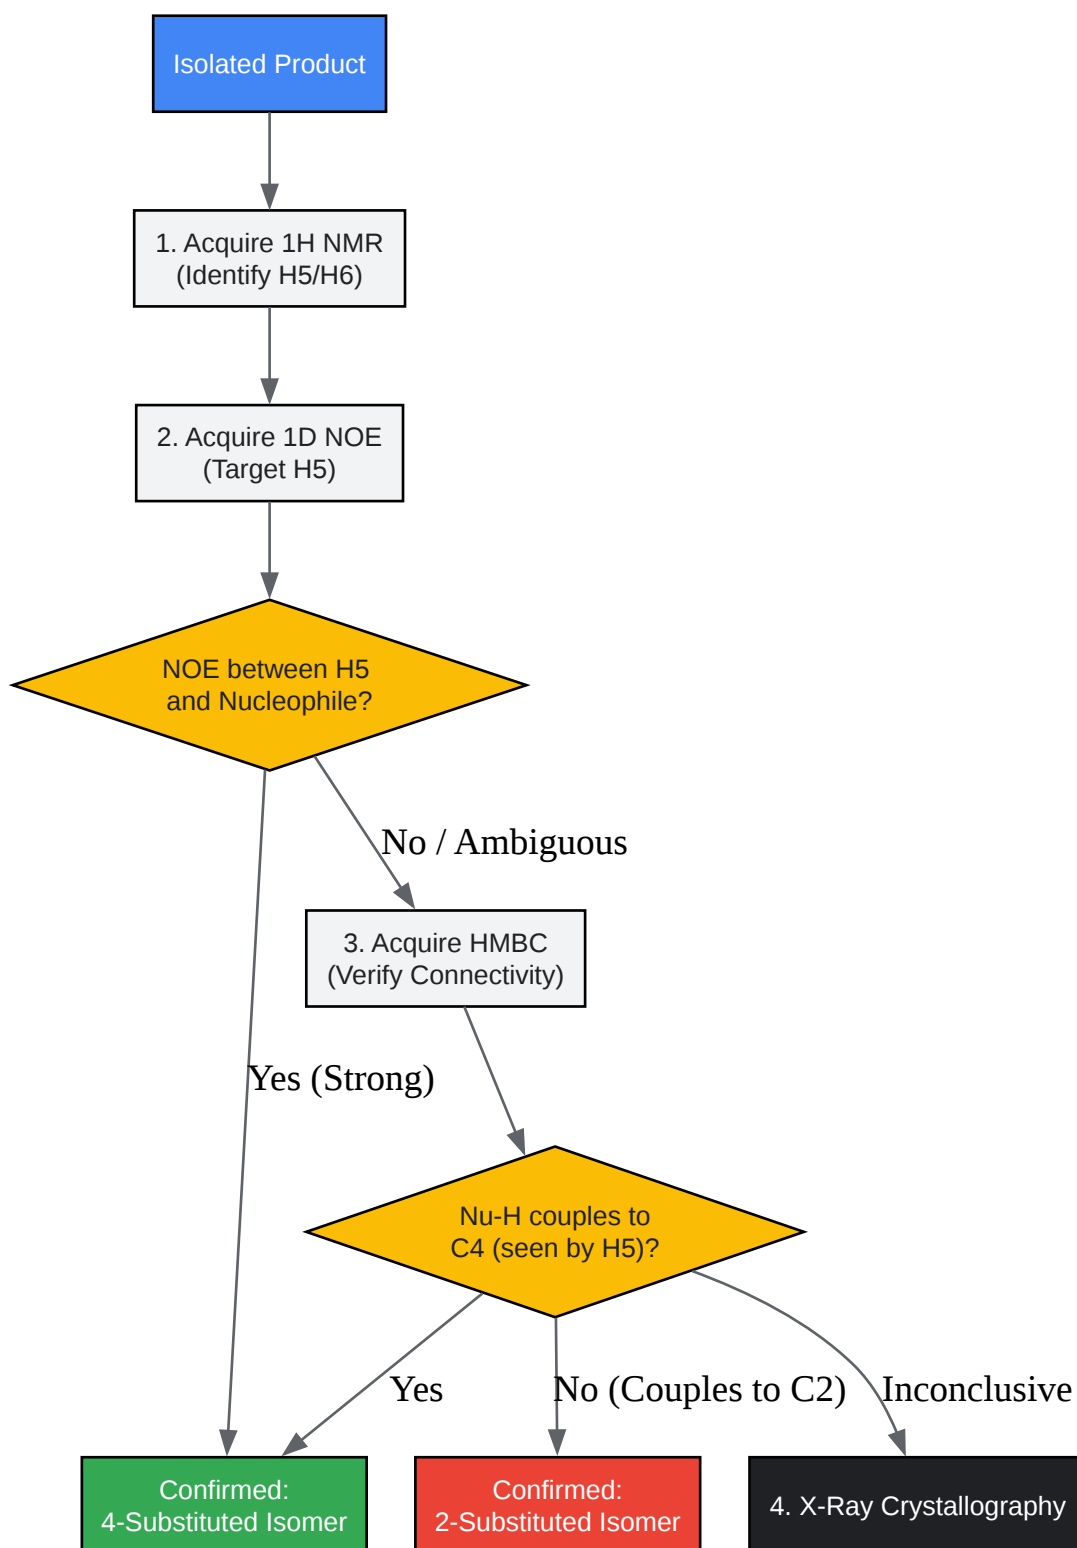 Isolated Product
1. Acquire 1H NMR
(Identify H5/H6)
2. Acquire 1D NOE
(Target H5)
NOE between H5
and Nucleophile?
No / Ambiguous
3. Acquire HMBC
(Verify Connectivity)
Yes (Strong)
Nu-H couples to
C4 (seen by H5)?
Yes
No (Couples to C2)
Inconclusive
Confirmed:
4-Substituted Isomer
Confirmed:
2-Substituted Isomer
4. X-Ray Crystallography